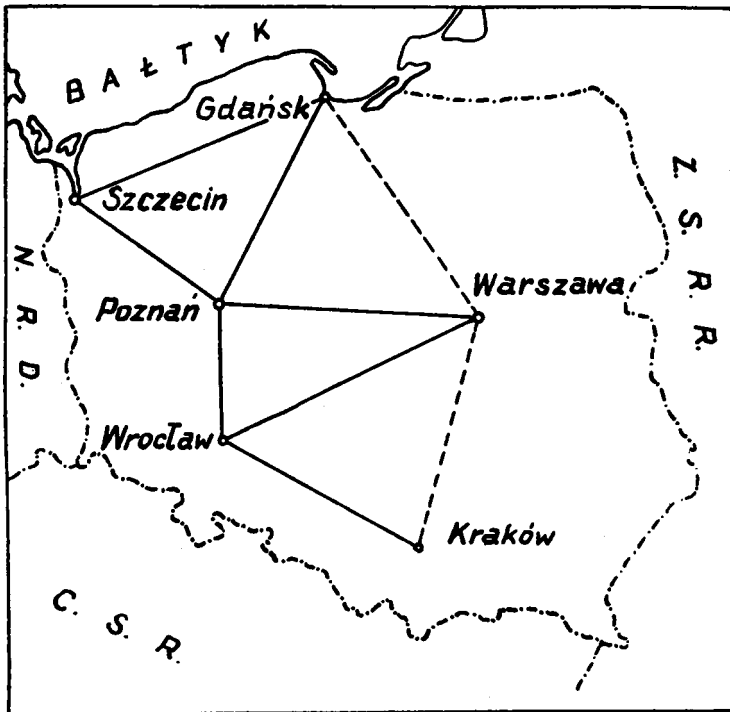 BAŁTYK
Gdańsk
Szczecin
Z. S. R. R.
N. R. D.
Warszawa
Poznań
Wrocław
Kraków
C. S. R.